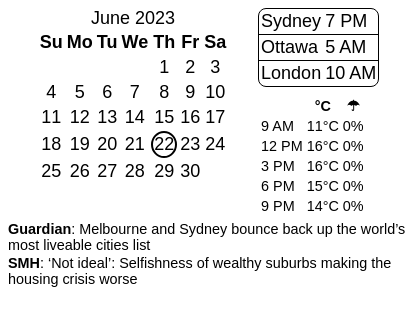 June 2023
Su Mo Tu We Th Fr Sa
1 2 3
4 5 6 7 8 9 10
11 12 13 14 15 16 17
18 19 20 21 22 23 24
25 26 27 28 29 30
Sydney 7 PM
Ottawa 5 AM
London 10 AM
°C ☂
9 AM 11°C 0%
12 PM 16°C 0%
3 PM 16°C 0%
6 PM 15°C 0%
9 PM 14°C 0%
Guardian: Melbourne and Sydney bounce back up the world’s
most liveable cities list
SMH: ‘Not ideal’: Selfishness of wealthy suburbs making the
housing crisis worse